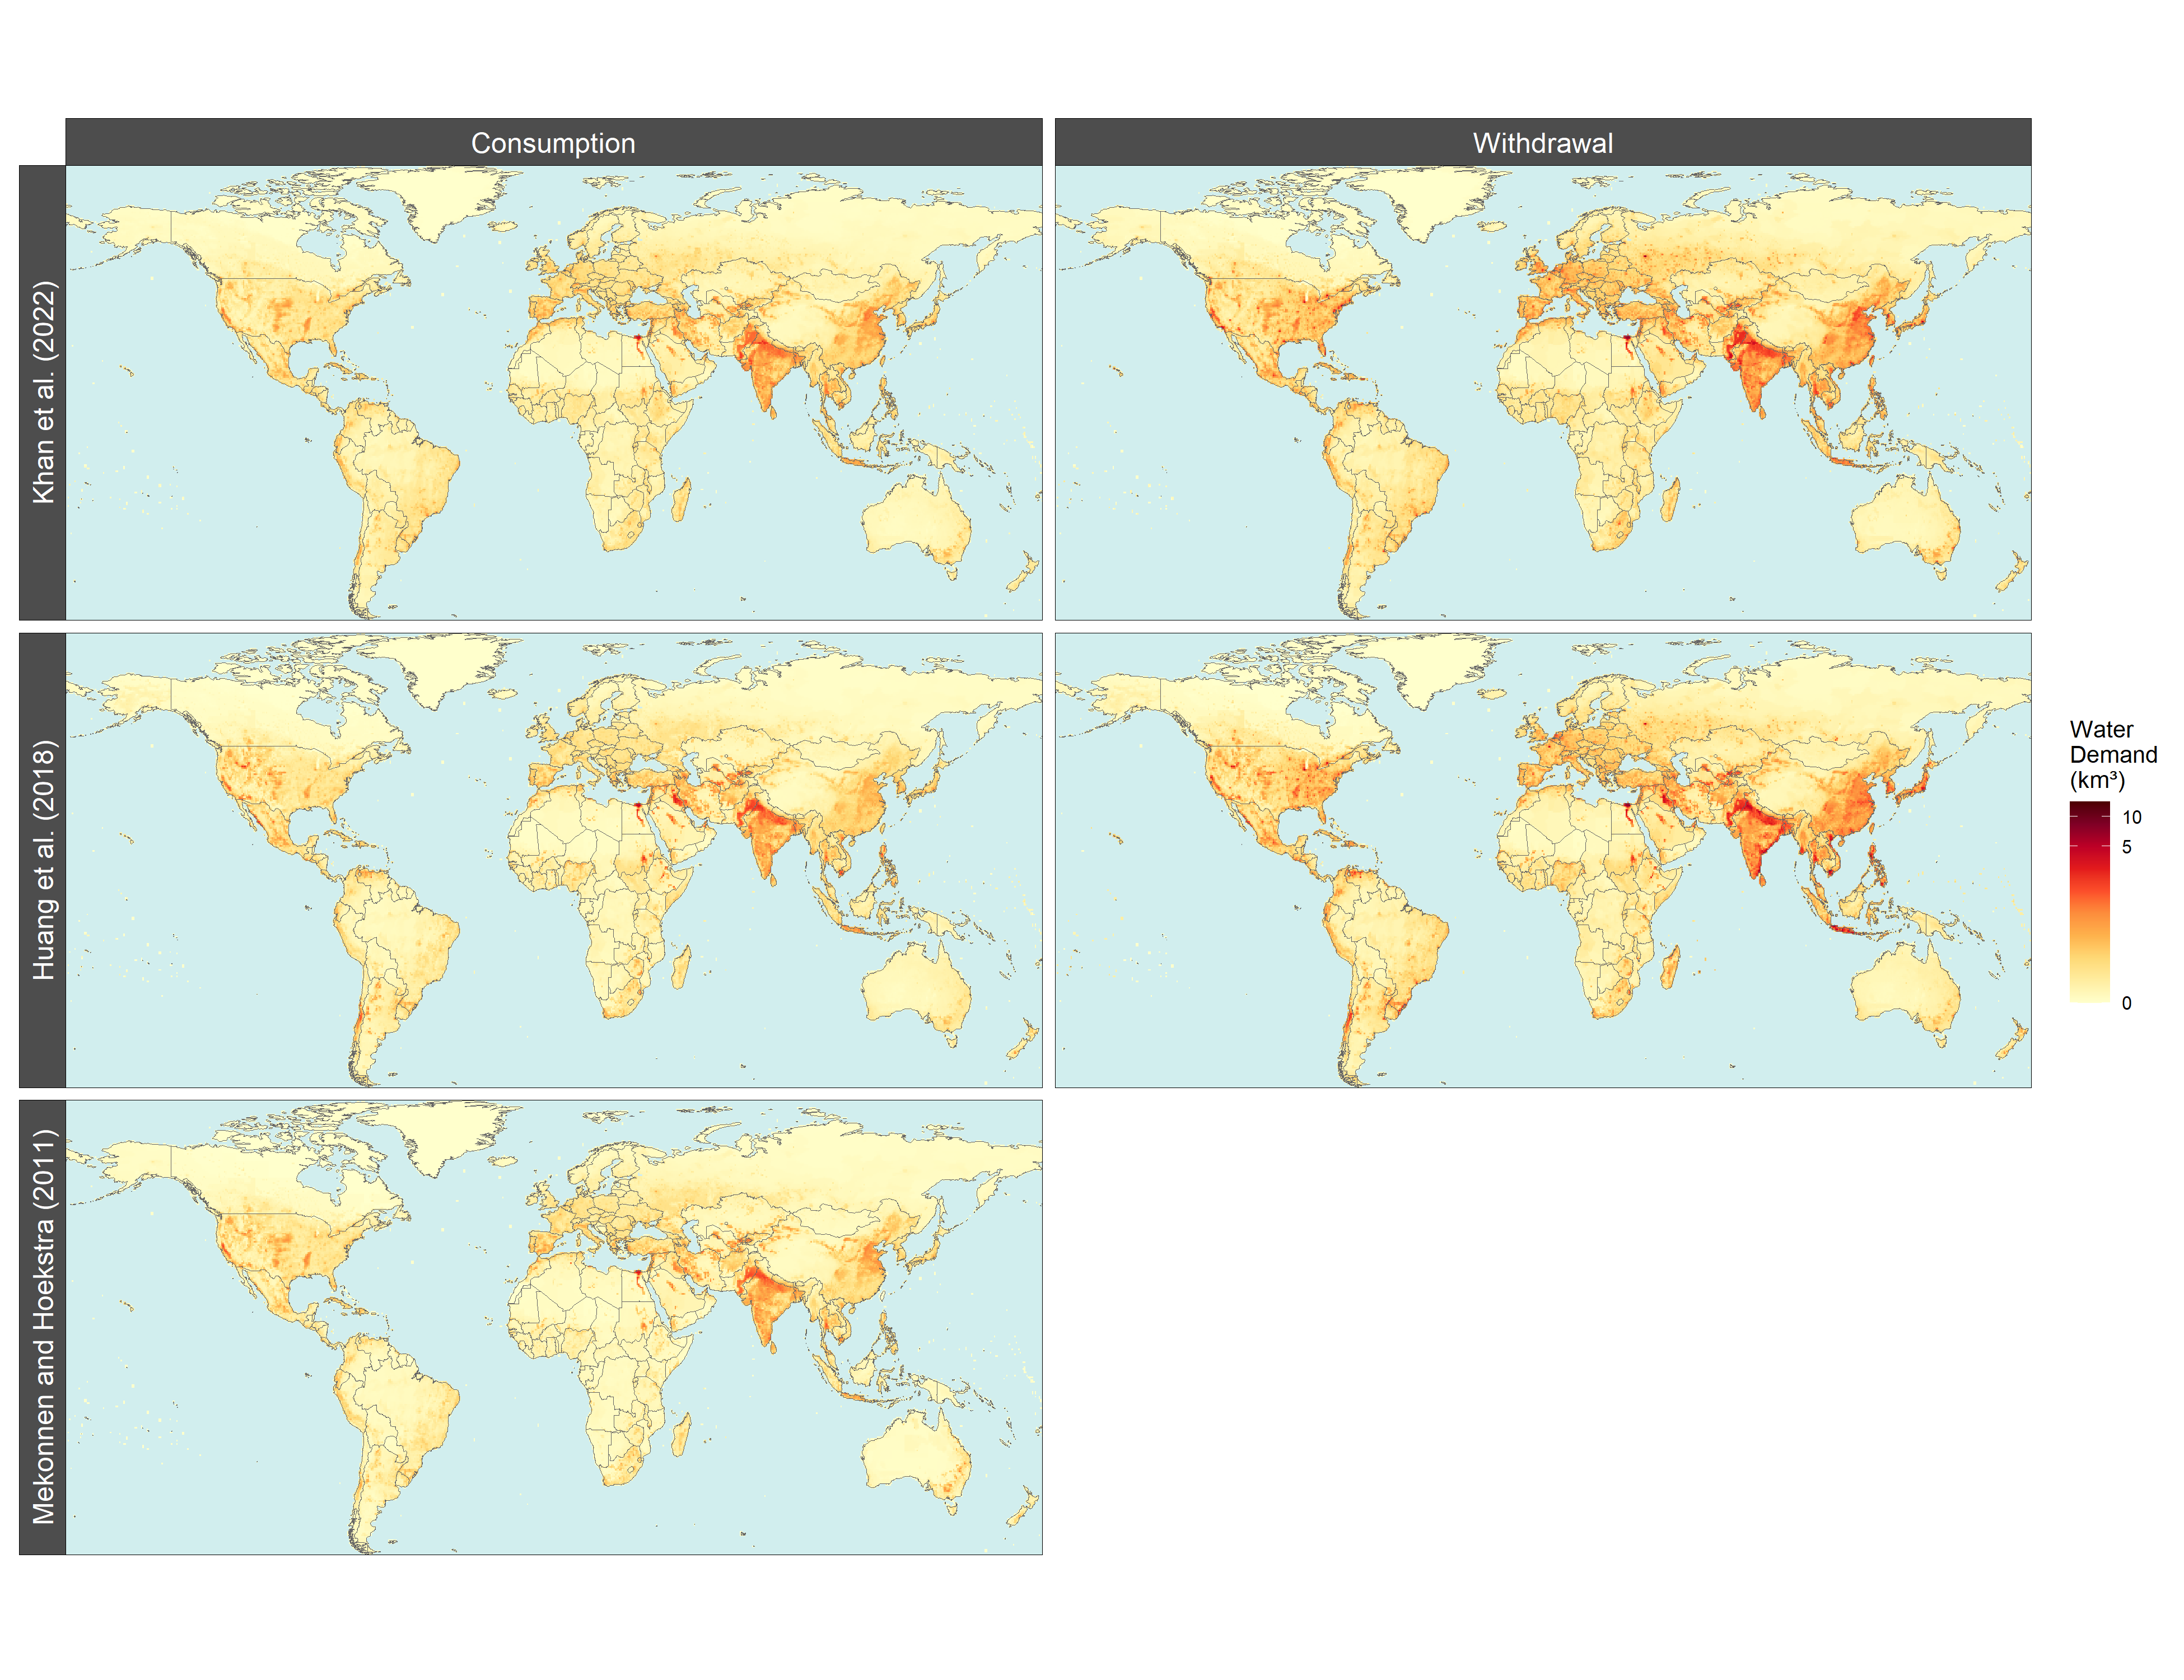 Consumption
Withdrawal
Khan et al. (2022)
Huang et al. (2018)
Mekonnen and Hoekstra (2011)
Water
Demand
(km³)
10
5
0